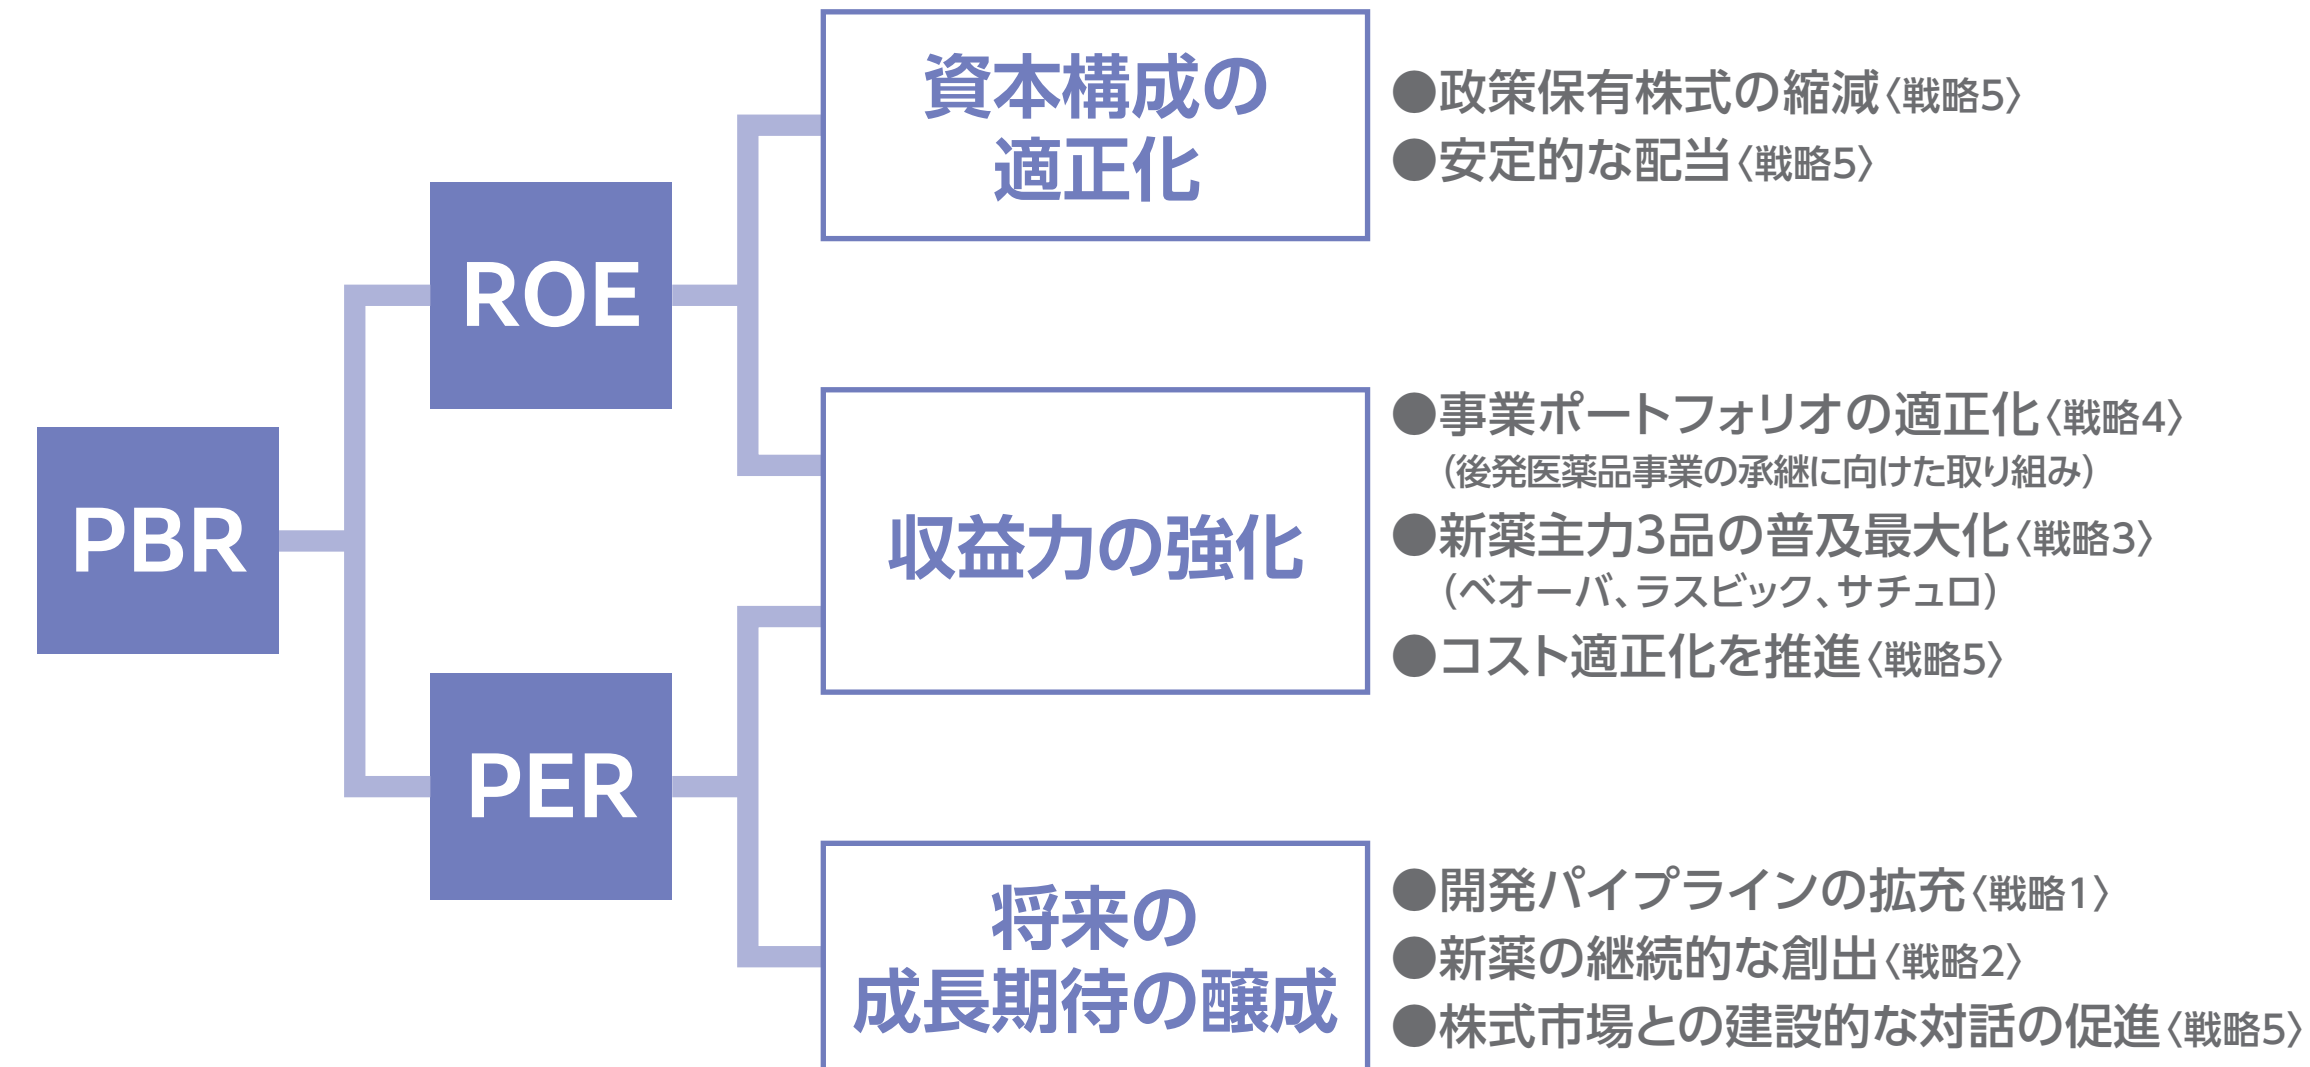 PBR
ROE
PER
資本構成の
適正化
●政策保有株式の縮減〈戦略5〉
●安定的な配当〈戦略5〉
収益力の強化
●事業ポートフォリオの適正化〈戦略4〉
（後発医薬品事業の承継に向けた取り組み）
●新薬主力3品の普及最大化〈戦略3〉
（ベオーバ、ラスビック、サチュロ）
●コスト適正化を推進〈戦略5〉
将来の
成長期待の醸成
●開発パイプラインの拡充〈戦略1〉
●新薬の継続的な創出〈戦略2〉
●株式市場との建設的な対話の促進〈戦略5〉